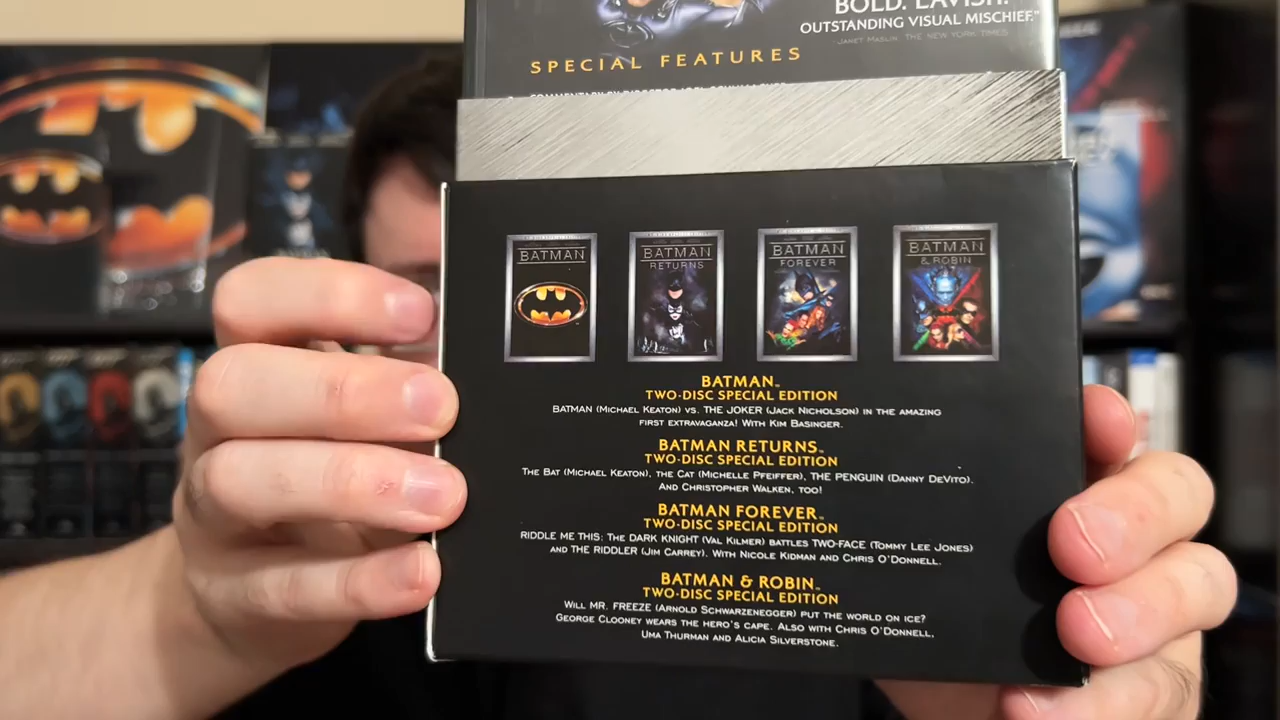 BOLD. LAVISH.
OUTSTANDING VISUAL MISCHIEF."
-JANET MASLIN, THE NEW YORK TIMES
SPECIAL FEATURES
BATMAN
BATMAN
RETURNS
BATMAN
FOREVER
BATMAN
& ROBIN
BATMAN™
TWO-DISC SPECIAL EDITION
BATMAN (MICHAEL KEATON) VS. THE JOKER (JACK NICHOLSON) IN THE AMAZING
FIRST EXTRAVAGANZA! WITH KIM BASINGER.
BATMAN RETURNS™
TWO-DISC SPECIAL EDITION
THE BAT (MICHAEL KEATON), THE CAT (MICHELLE PFEIFFER), THE PENGUIN (DANNY DEVITO).
AND CHRISTOPHER WALKEN, TOO!
BATMAN FOREVER™
TWO-DISC SPECIAL EDITION
RIDDLE ME THIS: THE DARK KNIGHT (VAL KILMER) BATTLES TWO-FACE (TOMMY LEE JONES)
AND THE RIDDLER (JIM CARREY). WITH NICOLE KIDMAN AND CHRIS O'DONNELL.
BATMAN & ROBIN™
TWO-DISC SPECIAL EDITION
WILL MR. FREEZE (ARNOLD SCHWARZENEGGER) PUT THE WORLD ON ICE?
GEORGE CLOONEY WEARS THE HERO'S CAPE. ALSO WITH CHRIS O'DONNELL,
UMA THURMAN AND ALICIA SILVERSTONE.